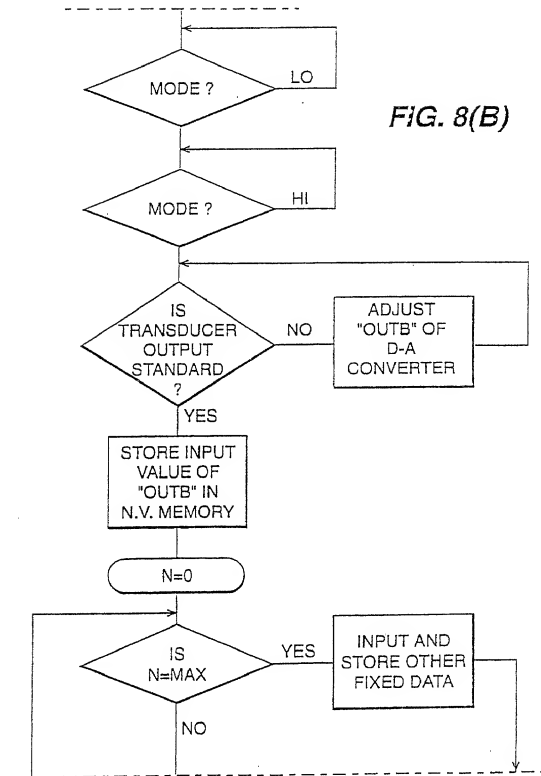 MODE ?
LO
FIG. 8(B)
MODE ?
HI
IS
TRANSDUCER
OUTPUT
STANDARD
?
NO
ADJUST
"OUTB" OF
D-A
CONVERTER
YES
STORE INPUT
VALUE OF
"OUTB" IN
N.V. MEMORY
N=0
IS
N=MAX
YES
INPUT AND
STORE OTHER
FIXED DATA
NO